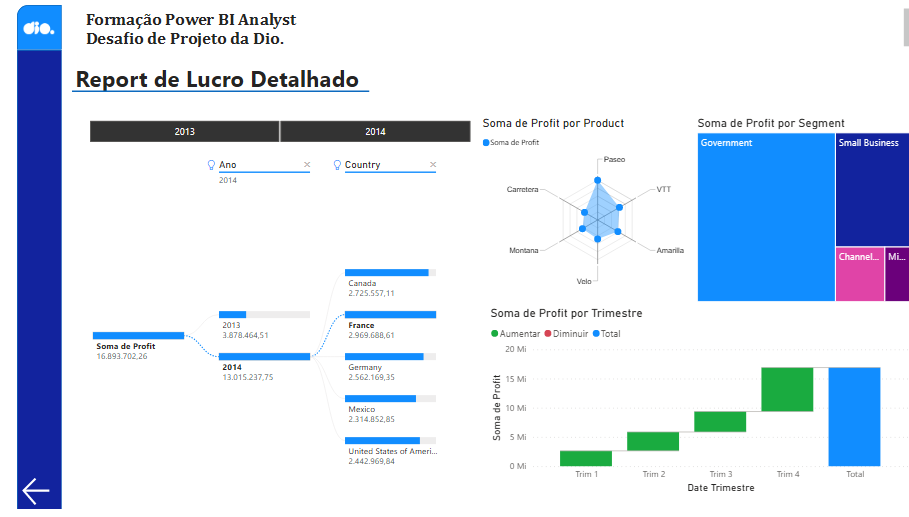 dio.
Formação Power BI Analyst
Desafio de Projeto da Dio.
Report de Lucro Detalhado
2013
2014
Ano
2014
Country
Soma de Profit
16.893.702,26
2013
3.878.464,51
2014
13.015.237,75
Canada
2.725.557,11
France
2.969.688,61
Germany
2.562.169,35
Mexico
2.314.852,85
United States of Ameri...
2.442.969,84
Soma de Profit por Product
Soma de Profit
Paseo
VTT
Amarilla
Velo
Montana
Carretera
Soma de Profit por Segment
Government
Small Business
Channel...
Mi...
Soma de Profit por Trimestre
Aumentar Diminuir Total
Soma de Profit
20 Mi
15 Mi
10 Mi
5 Mi
0 Mi
Trim 1 Trim 2 Trim 3 Trim 4 Total
Date Trimestre